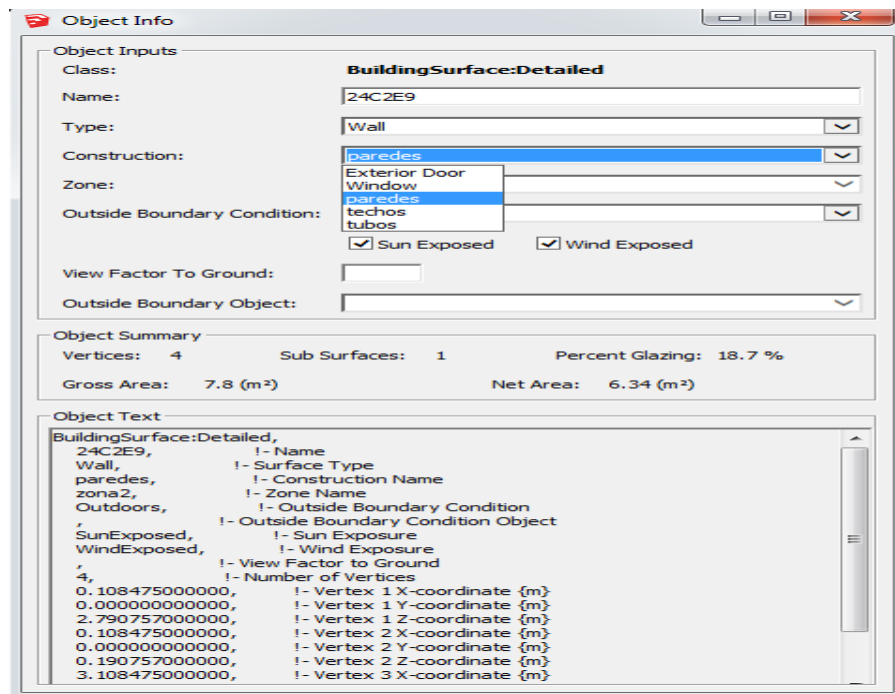 Object Info
Object Inputs
Class: BuildingSurface:Detailed
Name: 24C2E9
Type: Wall
Construction: paredes
Exterior Door
Zone: Window
paredes
Outside Boundary Condition: techos
tubos
Sun Exposed Wind Exposed
View Factor To Ground:
Outside Boundary Object:
Object Summary
Vertices: 4 Sub Surfaces: 1 Percent Glazing: 18.7 %
Gross Area: 7.8 (m²) Net Area: 6.34 (m²)
Object Text
BuildingSurface:Detailed,
24C2E9, !- Name
Wall, !- Surface Type
paredes, !- Construction Name
zona2, !- Zone Name
Outdoors, !- Outside Boundary Condition
, !- Outside Boundary Condition Object
SunExposed, !- Sun Exposure
WindExposed, !- Wind Exposure
, !- View Factor to Ground
4, !- Number of Vertices
0.108475000000, !- Vertex 1 X-coordinate {m}
0.000000000000, !- Vertex 1 Y-coordinate {m}
2.790757000000, !- Vertex 1 Z-coordinate {m}
0.108475000000, !- Vertex 2 X-coordinate {m}
0.000000000000, !- Vertex 2 Y-coordinate {m}
0.190757000000, !- Vertex 2 Z-coordinate {m}
3.108475000000, !- Vertex 3 X-coordinate {m}